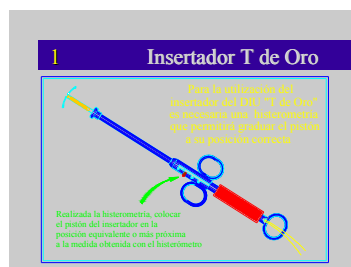 1 Insertador T de Oro
Para la utilización del
insertador del DIU "T de Oro"
es necesaria una histerometría
que permitirá graduar el pistón
a su posición correcta
Realizada la histerometría, colocar
el pistón del insertador en la
posición equivalente o más próxima
a la medida obtenida con el histerómetro